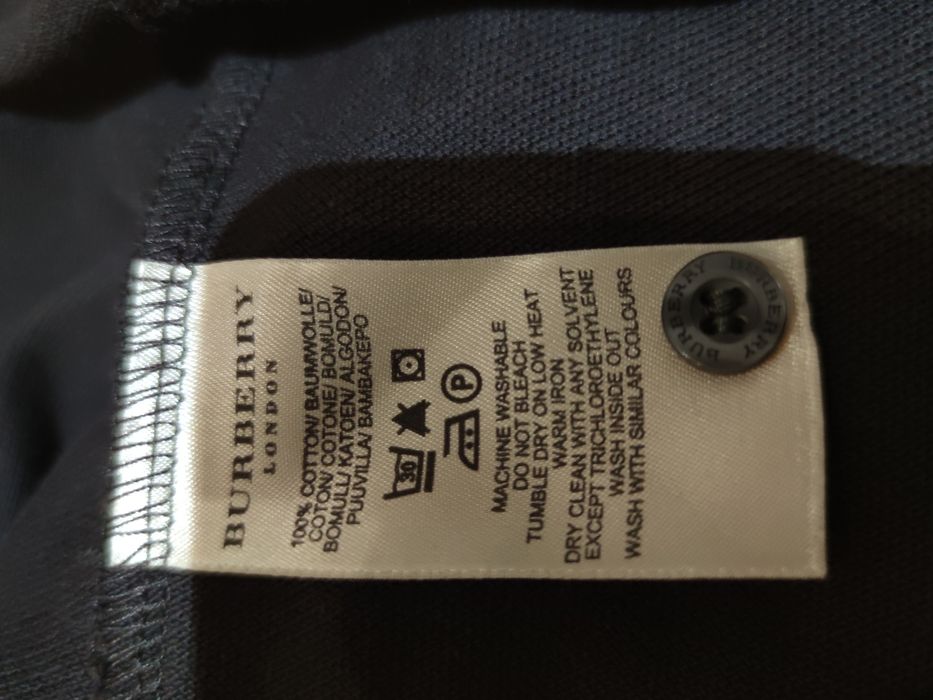 BURBERRY
LONDON
100% COTTON/ BAUMWOLLE/
COTON/ COTONE/ BOMULD/
BOMULL/ KATOEN/ ALGODON/
PUUVILLA/ ΒΑΜΒΑΚΕΡΟ
30
P
MACHINE WASHABLE
DO NOT BLEACH
TUMBLE DRY ON LOW HEAT
WARM IRON
DRY CLEAN WITH ANY SOLVENT
EXCEPT TRICHLOROETHYLENE
WASH INSIDE OUT
WASH WITH SIMILAR COLOURS
BURBERRY BURBERRY